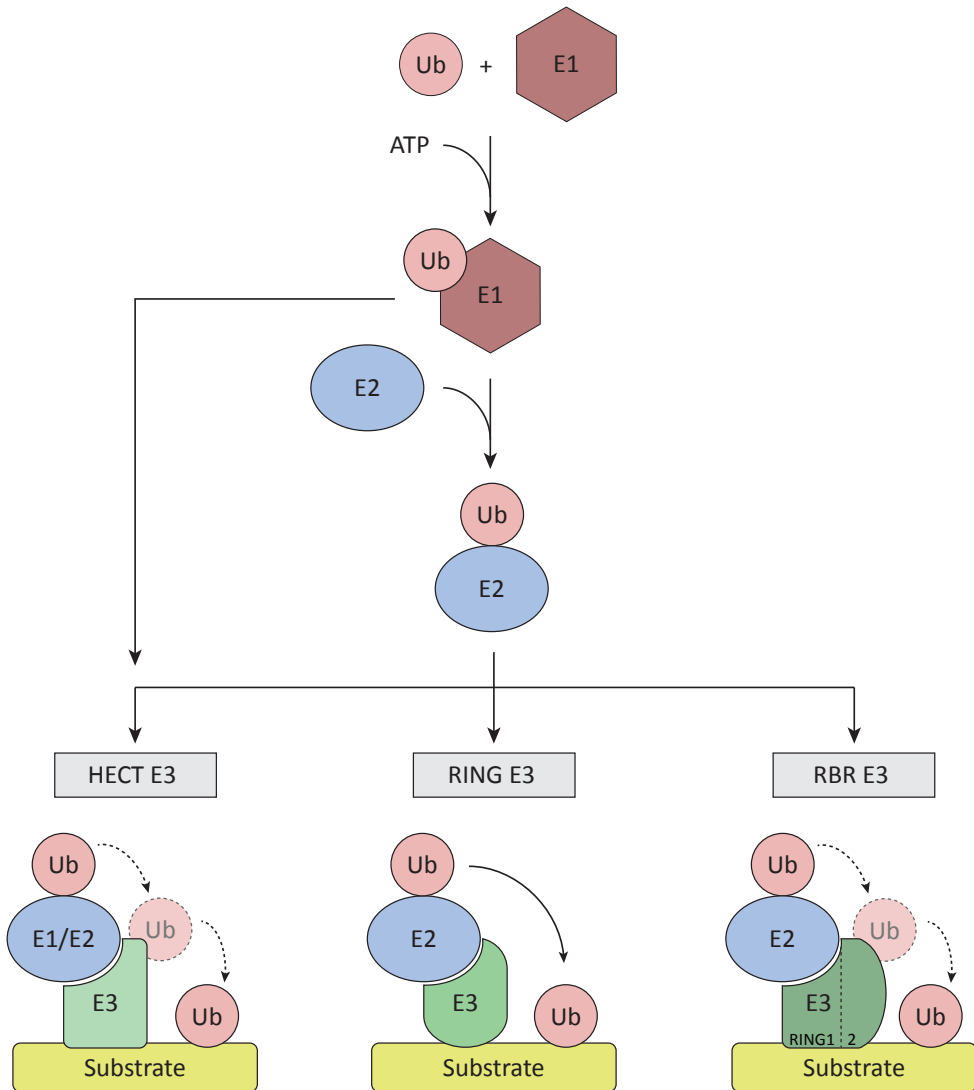 Ub + E1
ATP
Ub
E1
E2
Ub
E2
HECT E3
RING E3
RBR E3
Ub
Ub
E1/E2
E3
Ub
Substrate
Ub
E2
E3
Ub
Substrate
Ub
Ub
E2
E3
RING1 2
Ub
Substrate